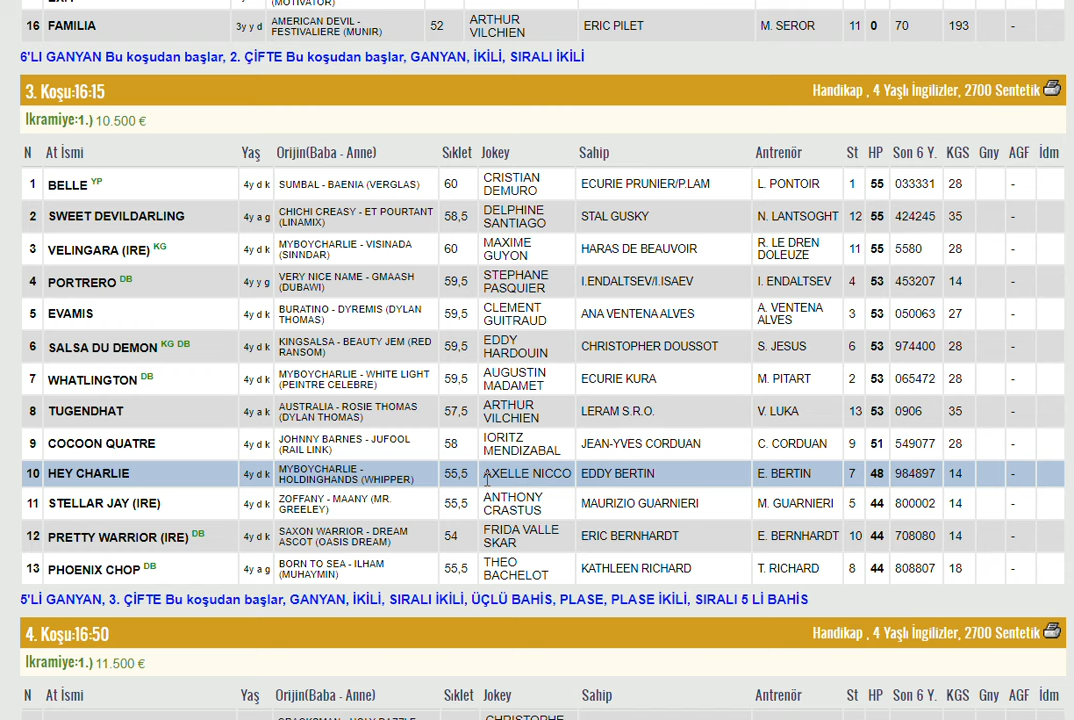 (MOTIVATOR)
16 FAMILIA 3y y d AMERICAN DEVIL - FESTIVALIERE (MUNIR) 52 ARTHUR VILCHIEN ERIC PILET M. SEROR 11 0 70 193 -
6'LI GANYAN Bu koşudan başlar, 2. ÇİFTE Bu koşudan başlar, GANYAN, İKİLİ, SIRALI İKİLİ
3. Koşu:16:15 Handikap , 4 Yaşlı İngilizler, 2700 Sentetik
Ikramiye:1.) 10.500 €
N At İsmi Yaş Orijin(Baba - Anne) Sıklet Jokey Sahip Antrenör St HP Son 6 Y. KGS Gny AGF İdm
1 BELLE YP 4y d k SUMBAL - BAENIA (VERGLAS) 60 CRISTIAN DEMURO ECURIE PRUNIER/P.LAM L. PONTOIR 1 55 033331 28 -
2 SWEET DEVILDARLING 4y a g CHICHI CREASY - ET POURTANT (LINAMIX) 58,5 DELPHINE SANTIAGO STAL GUSKY N. LANTSOGHT 12 55 424245 35 -
3 VELINGARA (IRE) KG 4y d k MYBOYCHARLIE - VISINADA (SINNDAR) 60 MAXIME GUYON HARAS DE BEAUVOIR R. LE DREN DOLEUZE 11 55 5580 28 -
4 PORTRERO DB 4y y g VERY NICE NAME - GMAASH (DUBAWI) 59,5 STEPHANE PASQUIER I.ENDALTSEV/I.ISAEV I. ENDALTSEV 4 53 453207 14 -
5 EVAMIS 4y d k BURATINO - DYREMIS (DYLAN THOMAS) 59,5 CLEMENT GUITRAUD ANA VENTENA ALVES A. VENTENA ALVES 3 53 050063 27 -
6 SALSA DU DEMON KG DB 4y d k KINGSALSA - BEAUTY JEM (RED RANSOM) 59,5 EDDY HARDOUIN CHRISTOPHER DOUSSOT S. JESUS 6 53 974400 28 -
7 WHATLINGTON DB 4y d k MYBOYCHARLIE - WHITE LIGHT (PEINTRE CELEBRE) 59,5 AUGUSTIN MADAMET ECURIE KURA M. PITART 2 53 065472 28 -
8 TUGENDHAT 4y a k AUSTRALIA - ROSIE THOMAS (DYLAN THOMAS) 57,5 ARTHUR VILCHIEN LERAM S.R.O. V. LUKA 13 53 0906 35 -
9 COCOON QUATRE 4y d k JOHNNY BARNES - JUFOOL (RAIL LINK) 58 IORITZ MENDIZABAL JEAN-YVES CORDUAN C. CORDUAN 9 51 549077 28 -
10 HEY CHARLIE 4y d k MYBOYCHARLIE - HOLDINGHANDS (WHIPPER) 55,5 AXELLE NICCO EDDY BERTIN E. BERTIN 7 48 984897 14 -
11 STELLAR JAY (IRE) 4y d k ZOFFANY - MAANY (MR. GREELEY) 55,5 ANTHONY CRASTUS MAURIZIO GUARNIERI M. GUARNIERI 5 44 800002 14 -
12 PRETTY WARRIOR (IRE) DB 4y d k SAXON WARRIOR - DREAM ASCOT (OASIS DREAM) 54 FRIDA VALLE SKAR ERIC BERNHARDT E. BERNHARDT 10 44 708080 14 -
13 PHOENIX CHOP DB 4y a g BORN TO SEA - ILHAM (MUHAYMIN) 55,5 THEO BACHELOT KATHLEEN RICHARD T. RICHARD 8 44 808807 18 -
5'Lİ GANYAN, 3. ÇİFTE Bu koşudan başlar, GANYAN, İKİLİ, SIRALI İKİLİ, ÜÇLÜ BAHİS, PLASE, PLASE İKİLİ, SIRALI 5 Lİ BAHİS
4. Koşu:16:50 Handikap , 4 Yaşlı İngilizler, 2700 Sentetik
Ikramiye:1.) 11.500 €
N At İsmi Yaş Orijin(Baba - Anne) Sıklet Jokey Sahip Antrenör St HP Son 6 Y. KGS Gny AGF İdm
CHRISTOPHE